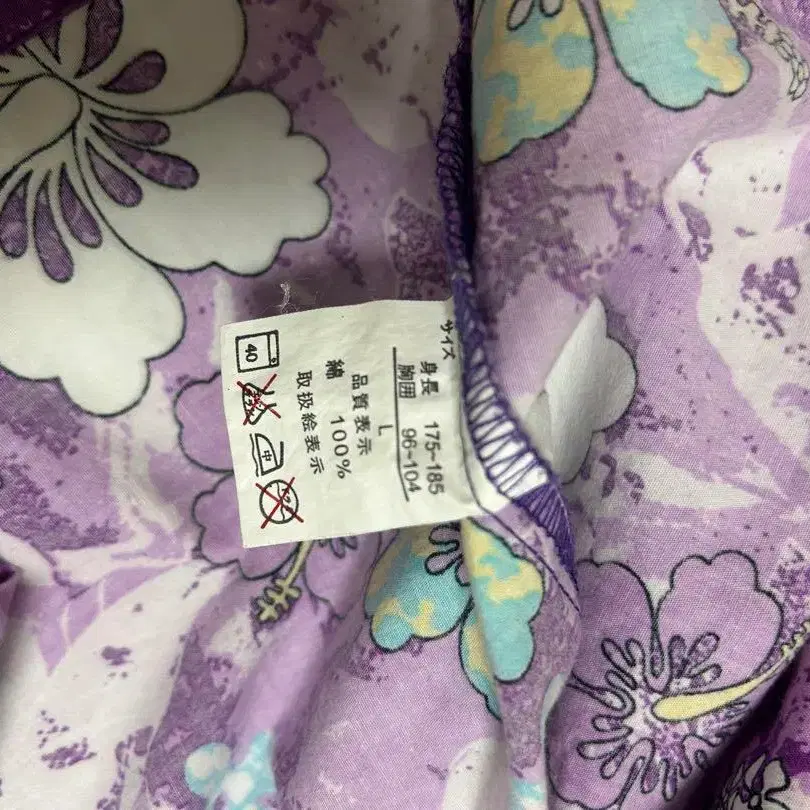 サイズ
身長 175~185
胸囲 96~104
L
品質表示
綿 100%
取扱絵表示
40
中